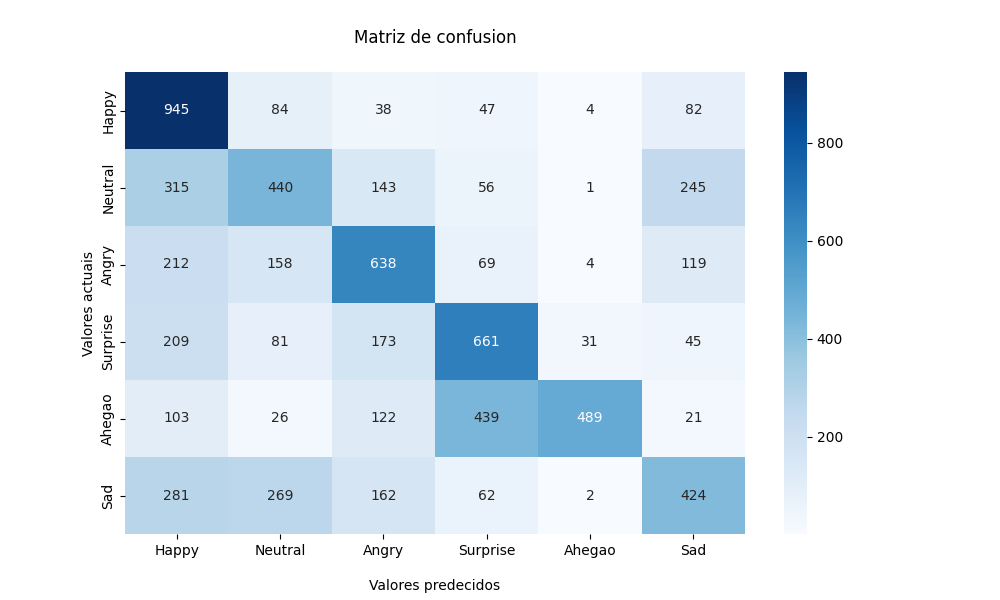 Matriz de confusion
Happy 945 84 38 47 4 82
Neutral 315 440 143 56 1 245
Angry 212 158 638 69 4 119
Surprise 209 81 173 661 31 45
Ahegao 103 26 122 439 489 21
Sad 281 269 162 62 2 424
Happy Neutral Angry Surprise Ahegao Sad
Valores predecidos
Valores actuais
800
600
400
200